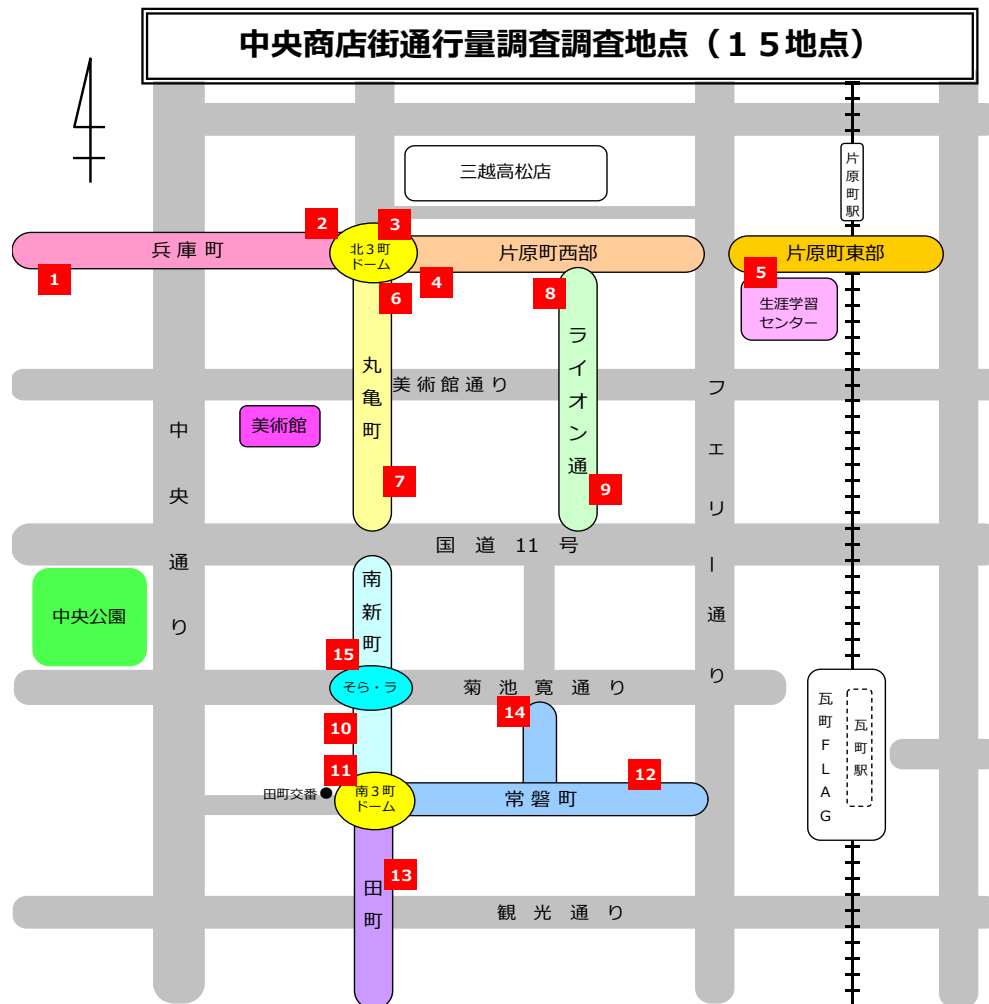 中央商店街通行量調査調査地点（１５地点）
三越高松店
片原町駅
2
3
兵庫町
北３町
ドーム
片原町西部
片原町東部
1
4
5
6
8
生涯学習
センター
丸亀町
ライオン通
美術館通り
フェリー通り
美術館
中央通り
7
9
国道11号
南新町
中央公園
15
そら・ラ
菊池寛通り
14
10
瓦町FLAG
瓦町駅
11
12
田町交番
南３町
ドーム
常磐町
13
田町
観光通り